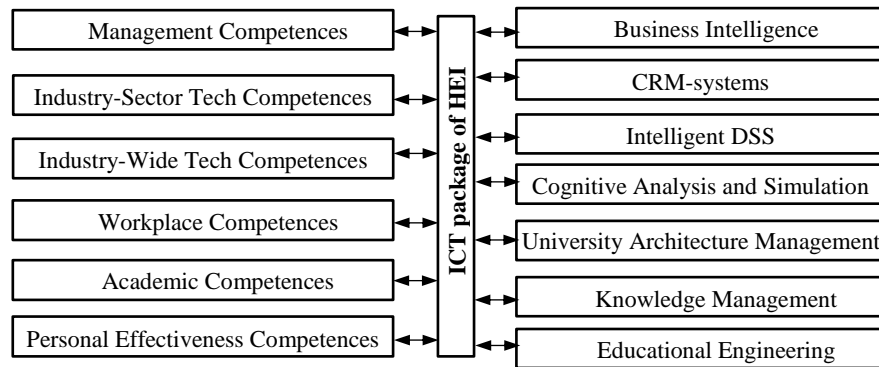 Management Competences
Industry-Sector Tech Competences
Industry-Wide Tech Competences
Workplace Competences
Academic Competences
Personal Effectiveness Competences
ICT package of HEI
Business Intelligence
CRM-systems
Intelligent DSS
Cognitive Analysis and Simulation
University Architecture Management
Knowledge Management
Educational Engineering